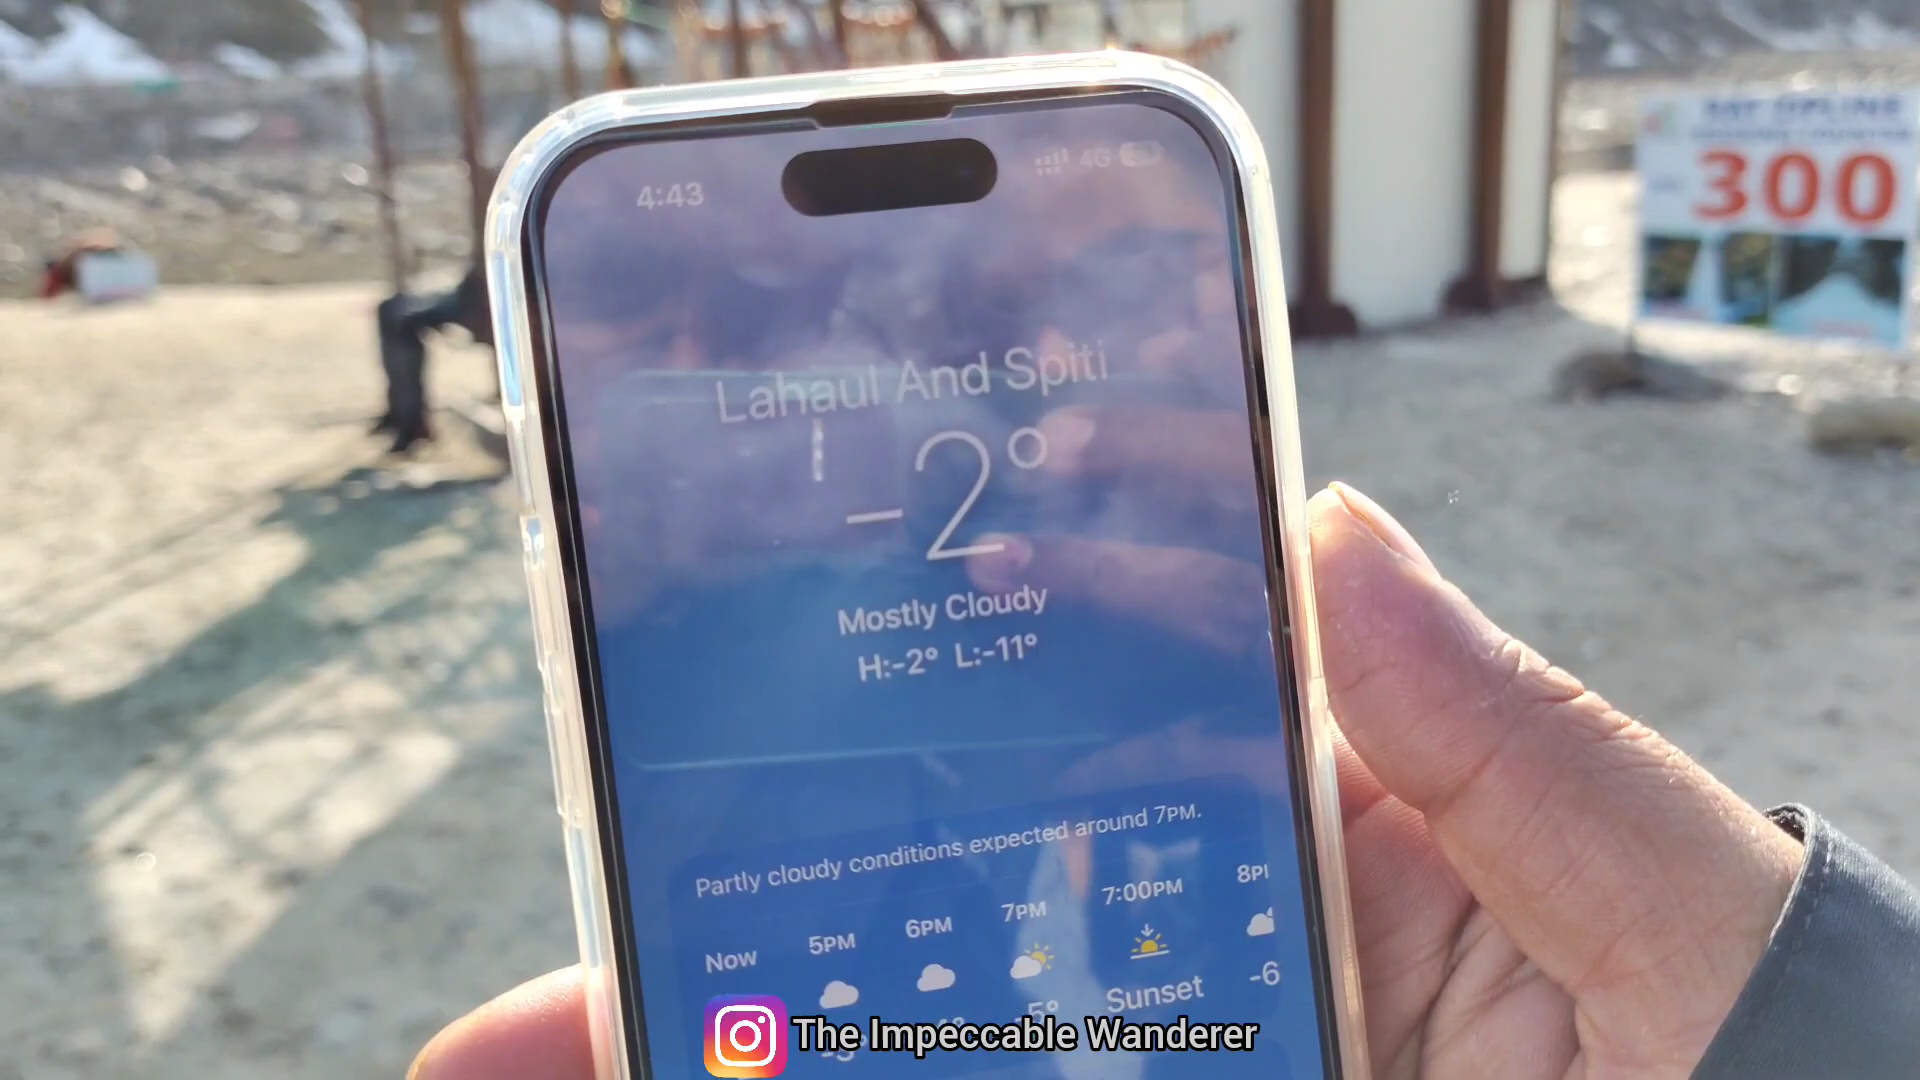 4:43
4G
300
Lahaul And Spiti
-2°
Mostly Cloudy
H:-2° L:-11°
Partly cloudy conditions expected around 7PM.
Now 5PM 6PM 7PM 7:00PM
-5° Sunset -6
The Impeccable Wanderer